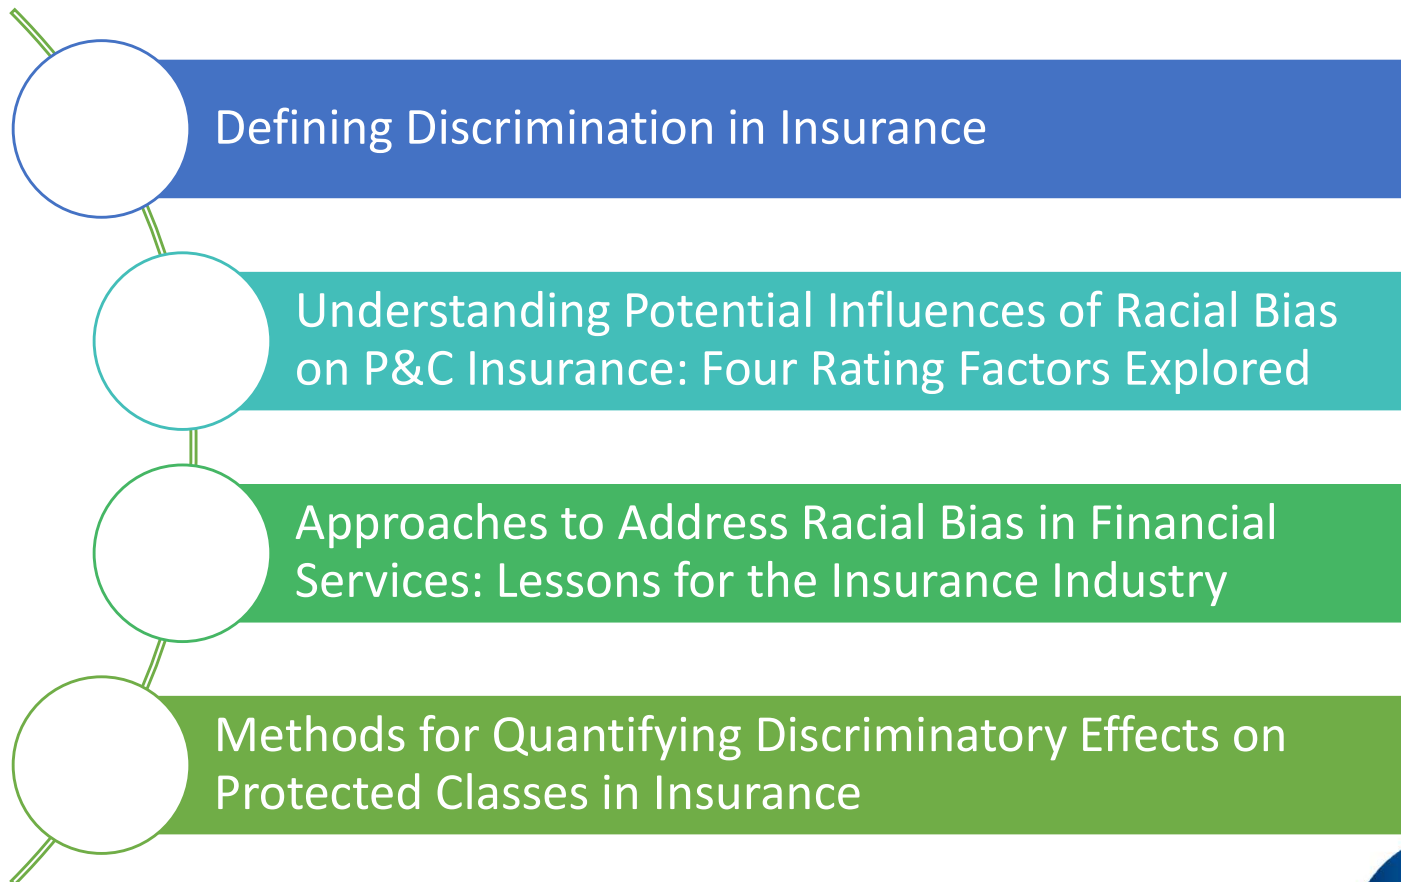 Defining Discrimination in Insurance
Understanding Potential Influences of Racial Bias
on P&C Insurance: Four Rating Factors Explored
Approaches to Address Racial Bias in Financial
Services: Lessons for the Insurance Industry
Methods for Quantifying Discriminatory Effects on
Protected Classes in Insurance